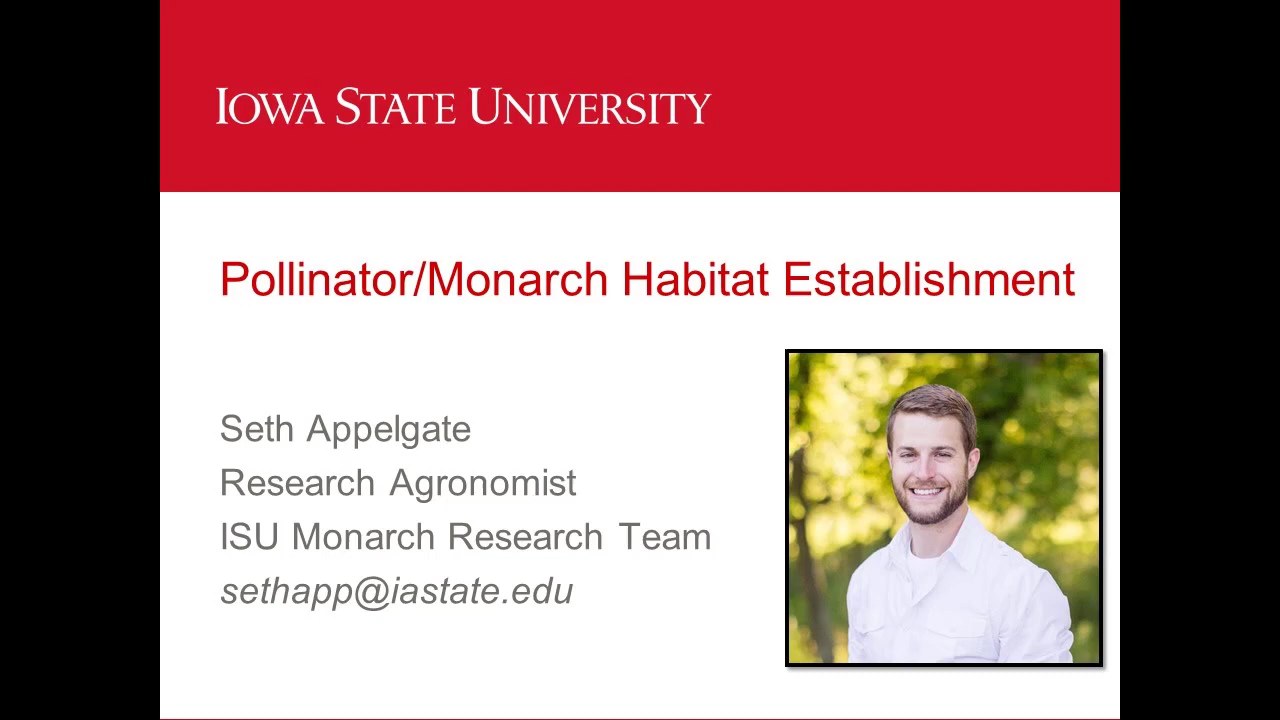 IOWA STATE UNIVERSITY
Pollinator/Monarch Habitat Establishment
Seth Appelgate
Research Agronomist
ISU Monarch Research Team
sethapp@iastate.edu